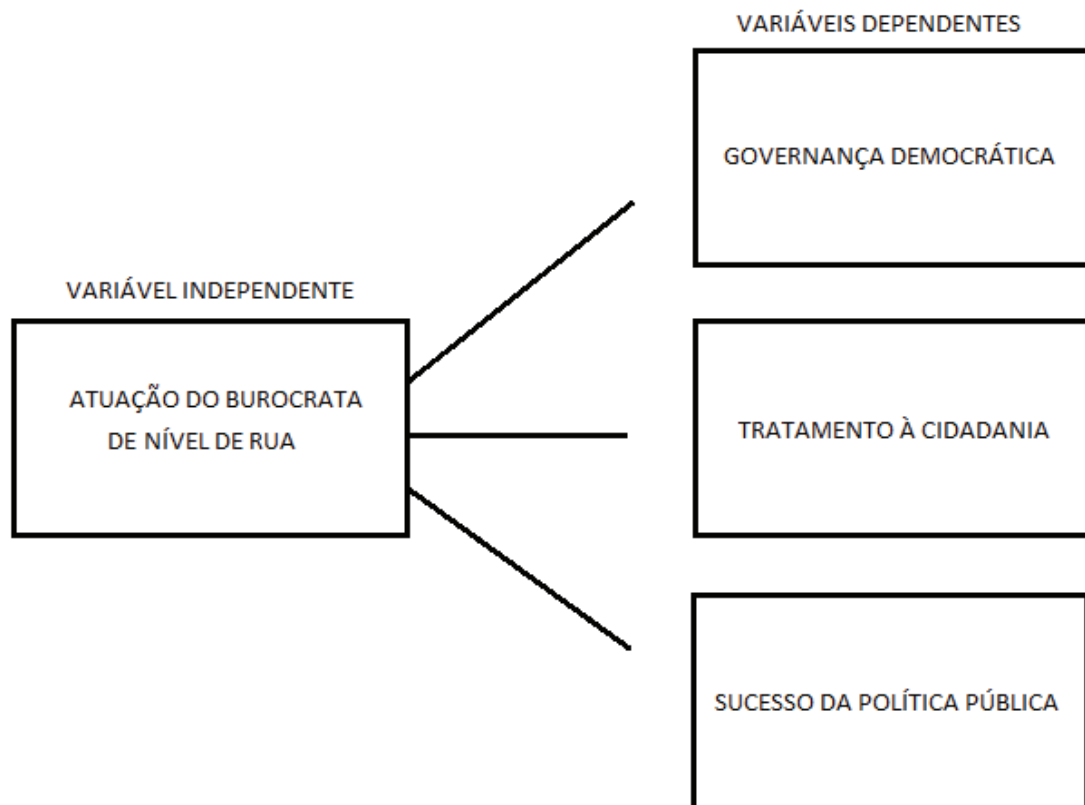 VARIÁVEIS DEPENDENTES
GOVERNANÇA DEMOCRÁTICA
VARIÁVEL INDEPENDENTE
ATUAÇÃO DO BUROCRATA
DE NÍVEL DE RUA
TRATAMENTO À CIDADANIA
SUCESSO DA POLÍTICA PÚBLICA